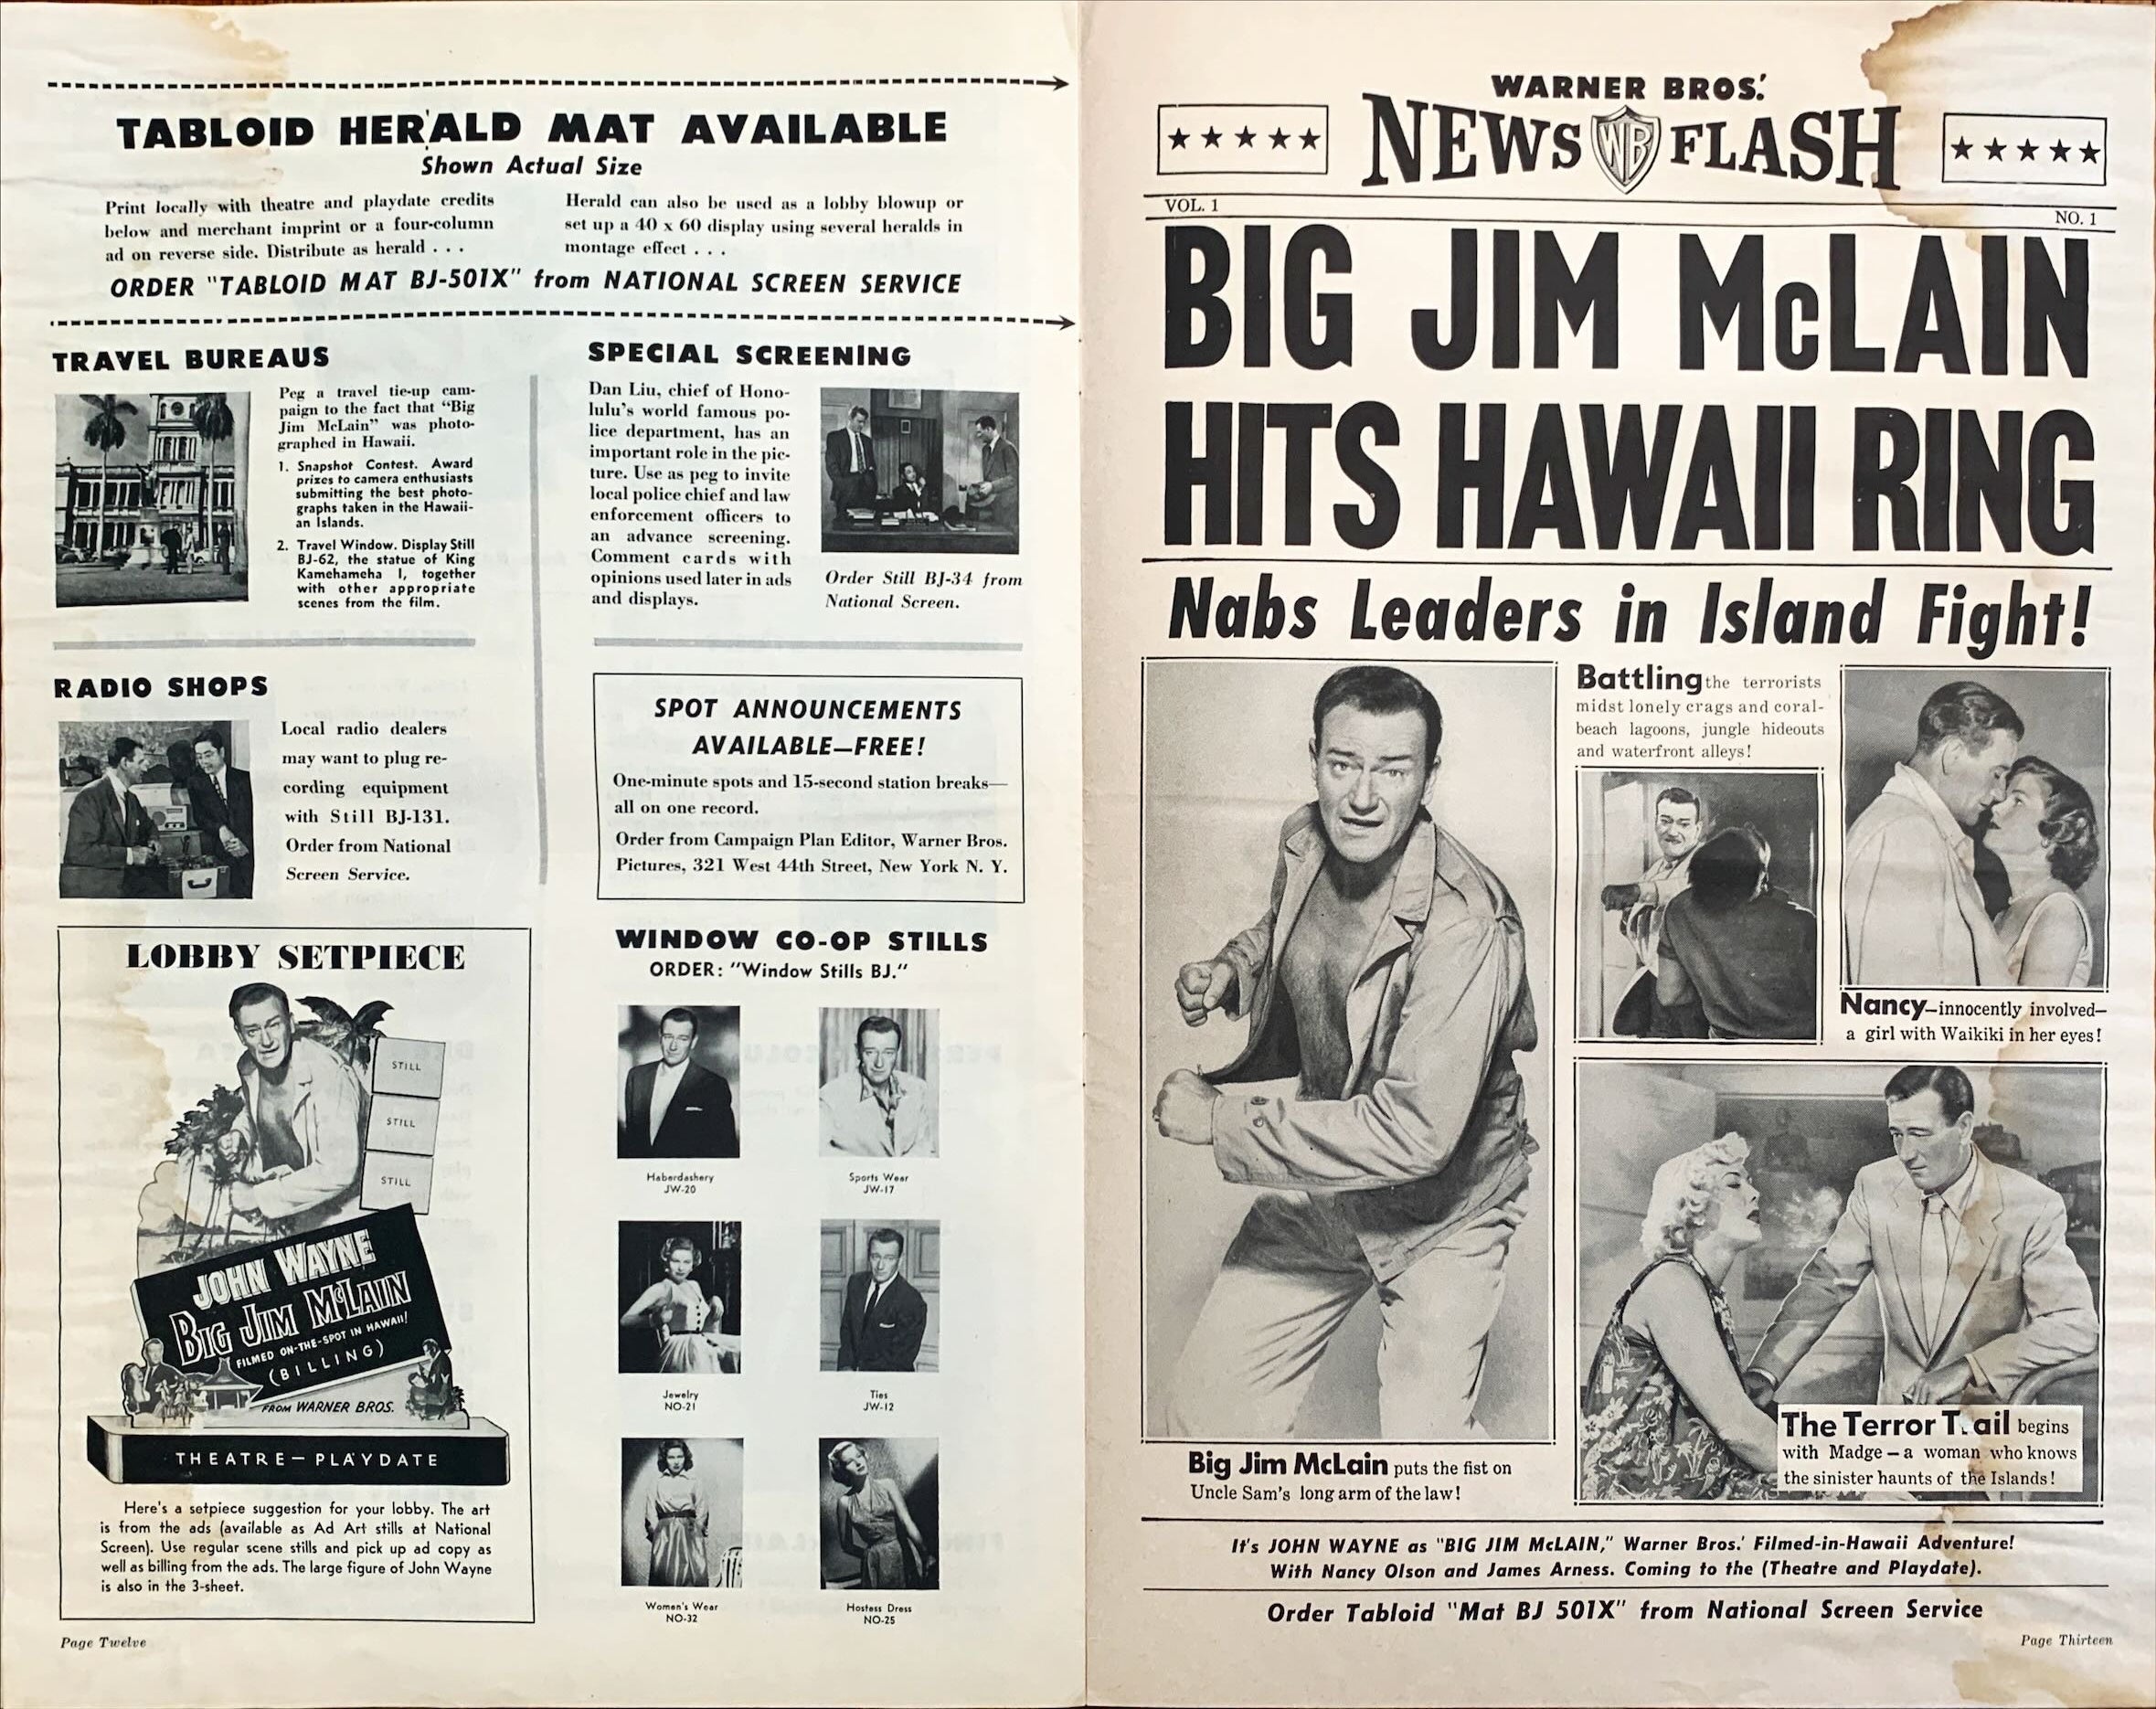 TABLOID HERALD MAT AVAILABLE
Shown Actual Size
Print locally with theatre and playdate credits
below and merchant imprint or a four-column
ad on reverse side. Distribute as herald . . .
Herald can also be used as a lobby blowup or
set up a 40 x 60 display using several heralds in
montage effect . . .
ORDER "TABLOID MAT BJ-501X" from NATIONAL SCREEN SERVICE
TRAVEL BUREAUS
Peg a travel tie-up cam-
paign to the fact that "Big
Jim McLain" was photo-
graphed in Hawaii.
1. Snapshot Contest. Award
prizes to camera enthusiasts
submitting the best photo-
graphs taken in the Hawaii-
an Islands.
2. Travel Window. Display Still
BJ-62, the statue of King
Kamehameha I, together
with other appropriate
scenes from the film.
SPECIAL SCREENING
Dan Liu, chief of Hono-
lulu's world famous po-
lice department, has an
important role in the pic-
ture. Use as peg to invite
local police chief and law
enforcement officers to
an advance screening.
Comment cards with
opinions used later in ads
and displays.
Order Still BJ-34 from
National Screen.
RADIO SHOPS
Local radio dealers
may want to plug re-
cording equipment
with Still BJ-131.
Order from National
Screen Service.
SPOT ANNOUNCEMENTS
AVAILABLE—FREE!
One-minute spots and 15-second station breaks—
all on one record.
Order from Campaign Plan Editor, Warner Bros.
Pictures, 321 West 44th Street, New York N. Y.
LOBBY SETPIECE
STILL
STILL
STILL
JOHN WAYNE
BIG JIM McLAIN
FILMED ON-THE-SPOT IN HAWAII!
(BILLING)
FROM WARNER BROS.
THEATRE — PLAYDATE
Here's a setpiece suggestion for your lobby. The art
is from the ads (available as Ad Art stills at National
Screen). Use regular scene stills and pick up ad copy as
well as billing from the ads. The large figure of John Wayne
is also in the 3-sheet.
WINDOW CO-OP STILLS
ORDER: "Window Stills BJ."
Haberdashery
JW-20
Sports Wear
JW-17
Jewelry
NO-21
Ties
JW-12
Women's Wear
NO-32
Hostess Dress
NO-25
Page Twelve
WARNER BROS.'
★★★★★ NEWS WB FLASH ★★★★★
VOL. 1 NO. 1
BIG JIM McLAIN
HITS HAWAII RING
Nabs Leaders in Island Fight!
Battling the terrorists
midst lonely crags and coral-
beach lagoons, jungle hideouts
and waterfront alleys!
Nancy—innocently involved—
a girl with Waikiki in her eyes!
The Terror T.ail begins
with Madge — a woman who knows
the sinister haunts of the Islands!
Big Jim McLain puts the fist on
Uncle Sam's long arm of the law!
It's JOHN WAYNE as "BIG JIM McLAIN," Warner Bros.' Filmed-in-Hawaii Adventure!
With Nancy Olson and James Arness. Coming to the (Theatre and Playdate).
Order Tabloid "Mat BJ 501X" from National Screen Service
Page Thirteen